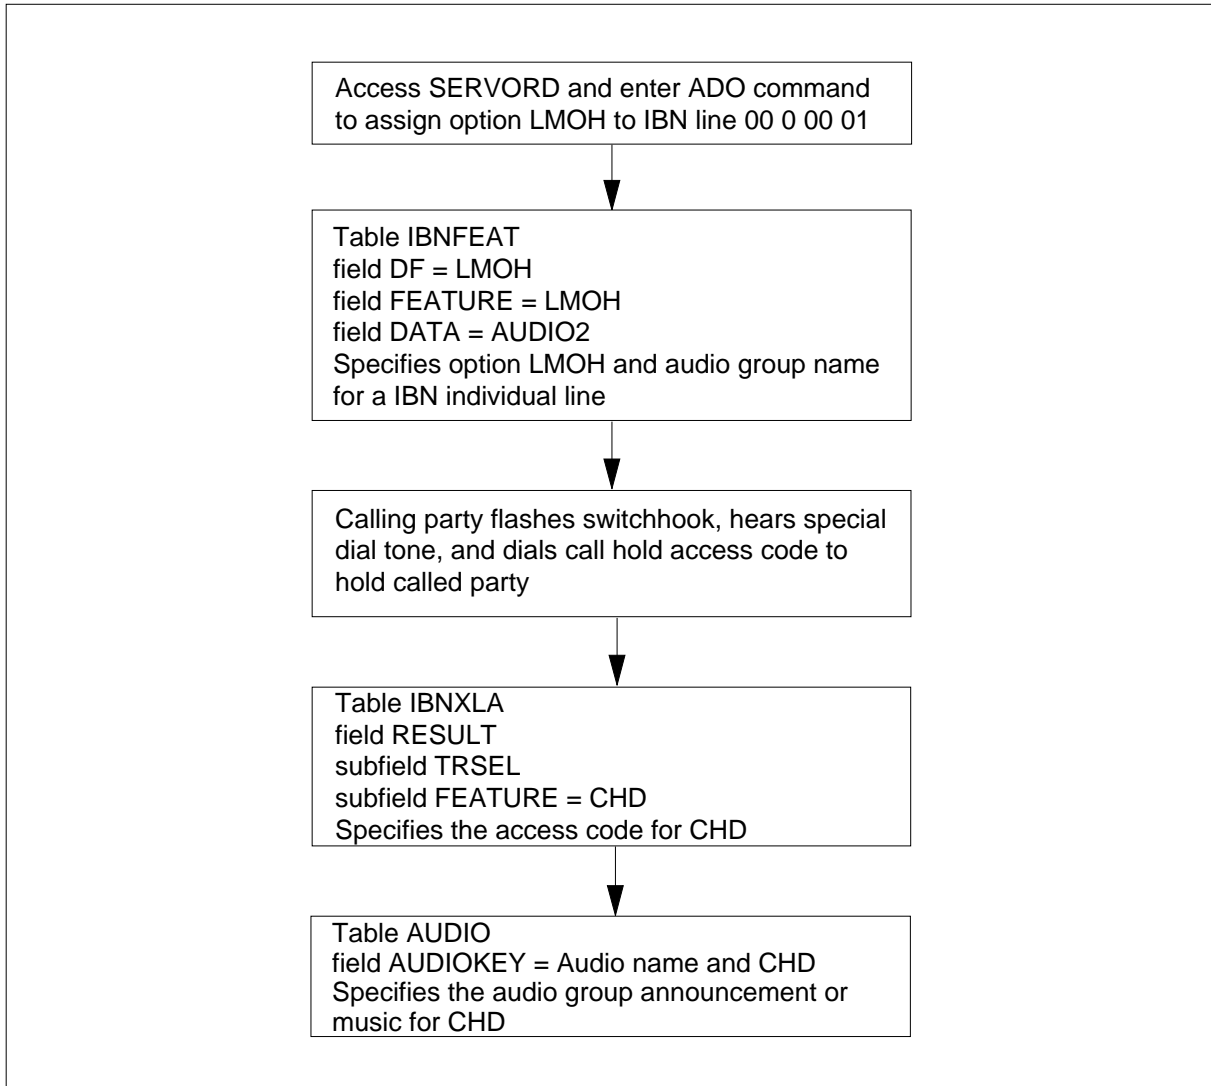 Access SERVORD and enter ADO command
to assign option LMOH to IBN line 00 0 00 01
Table IBNFEAT
field DF = LMOH
field FEATURE = LMOH
field DATA = AUDIO2
Specifies option LMOH and audio group name
for a IBN individual line
Calling party flashes switchhook, hears special
dial tone, and dials call hold access code to
hold called party
Table IBNXLA
field RESULT
subfield TRSEL
subfield FEATURE = CHD
Specifies the access code for CHD
Table AUDIO
field AUDIOKEY = Audio name and CHD
Specifies the audio group announcement or
music for CHD